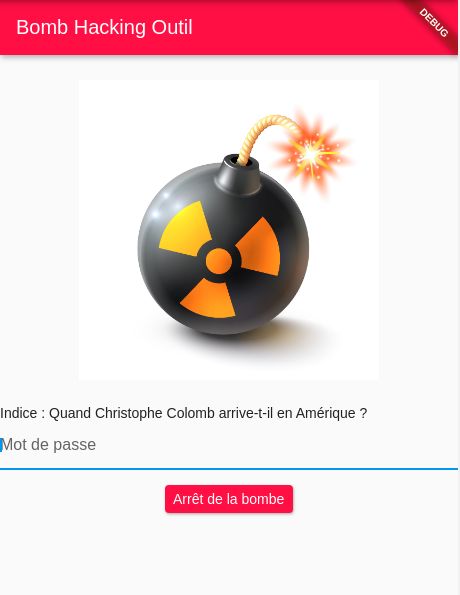 Bomb Hacking Outil
DEBUG
Indice : Quand Christophe Colomb arrive-t-il en Amérique ?
Mot de passe
Arrêt de la bombe